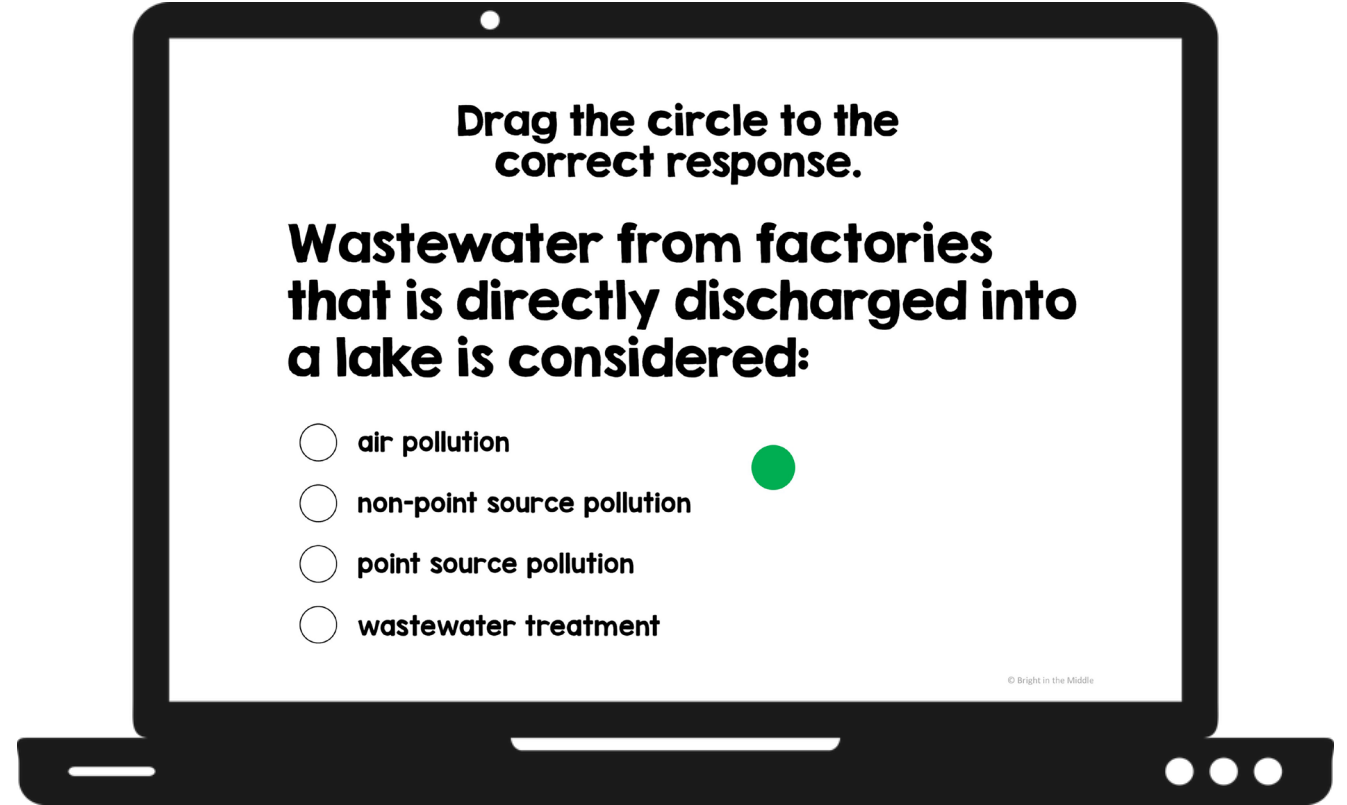 Drag the circle to the
correct response.
Wastewater from factories
that is directly discharged into
a lake is considered:
air pollution
non-point source pollution
point source pollution
wastewater treatment
© Bright in the Middle